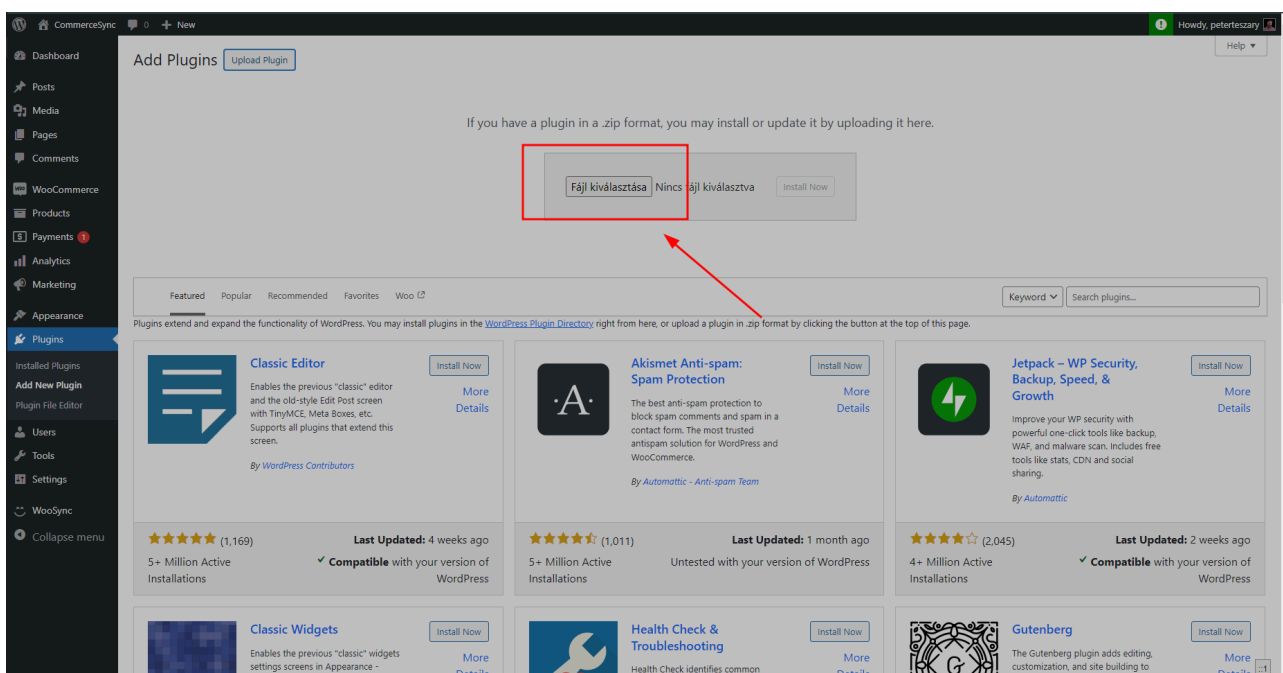 CommerceSync 0 + New
Howdy, peterteszary
Help
Dashboard
Posts
Media
Pages
Comments
WooCommerce
Products
Payments 1
Analytics
Marketing
Appearance
Plugins
Installed Plugins
Add New Plugin
Plugin File Editor
Users
Tools
Settings
WooSync
Collapse menu
Add Plugins Upload Plugin
If you have a plugin in a .zip format, you may install or update it by uploading it here.
Fájl kiválasztása Nincs fájl kiválasztva Install Now
Featured Popular Recommended Favorites Woo
Keyword Search plugins...
Plugins extend and expand the functionality of WordPress. You may install plugins in the WordPress Plugin Directory right from here, or upload a plugin in .zip format by clicking the button at the top of this page.
Classic Editor
Install Now
More
Details
Enables the previous "classic" editor
and the old-style Edit Post screen
with TinyMCE, Meta Boxes, etc.
Supports all plugins that extend this
screen.
By WordPress Contributors
(1,169)
5+ Million Active
Installations
Last Updated: 4 weeks ago
Compatible with your version of
WordPress
·A·
Akismet Anti-spam:
Spam Protection
Install Now
More
Details
The best anti-spam protection to
block spam comments and spam in a
contact form. The most trusted
antispam solution for WordPress and
WooCommerce.
By Automattic - Anti-spam Team
(1,011)
5+ Million Active
Installations
Last Updated: 1 month ago
Untested with your version of WordPress
Jetpack – WP Security,
Backup, Speed, &
Growth
Install Now
More
Details
Improve your WP security with
powerful one-click tools like backup,
WAF, and malware scan. Includes free
tools like stats, CDN and social
sharing.
By Automattic
(2,045)
4+ Million Active
Installations
Last Updated: 2 weeks ago
Compatible with your version of
WordPress
Classic Widgets
Install Now
More
Details
Enables the previous "classic" widgets
settings screens in Appearance -
Health Check &
Troubleshooting
Install Now
More
Details
Health Check identifies common
G
Gutenberg
Install Now
More
Details
The Gutenberg plugin adds editing,
customization, and site building to
::1